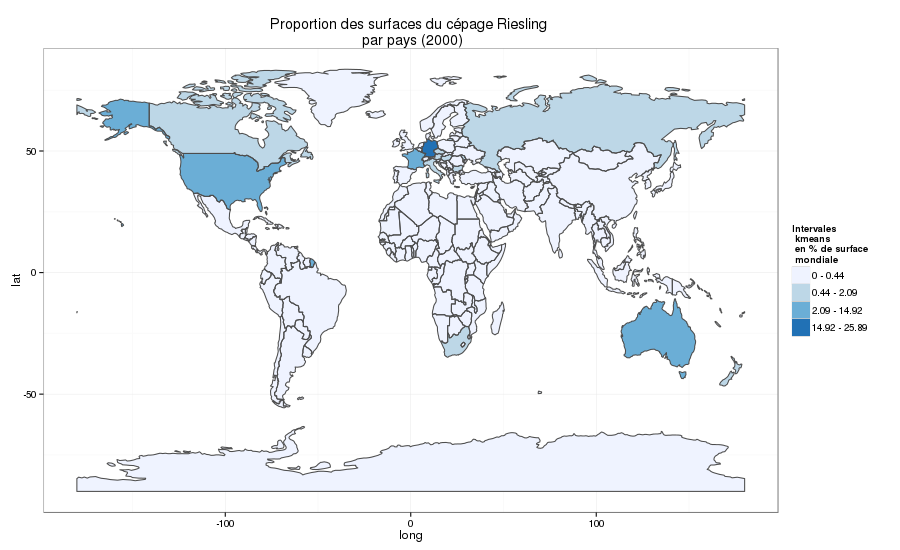 Proportion des surfaces du cépage Riesling
par pays (2000)
50
0
-50
lat
-100
0
100
long
Intervales
kmeans
en % de surface
mondiale
0 - 0.44
0.44 - 2.09
2.09 - 14.92
14.92 - 25.89